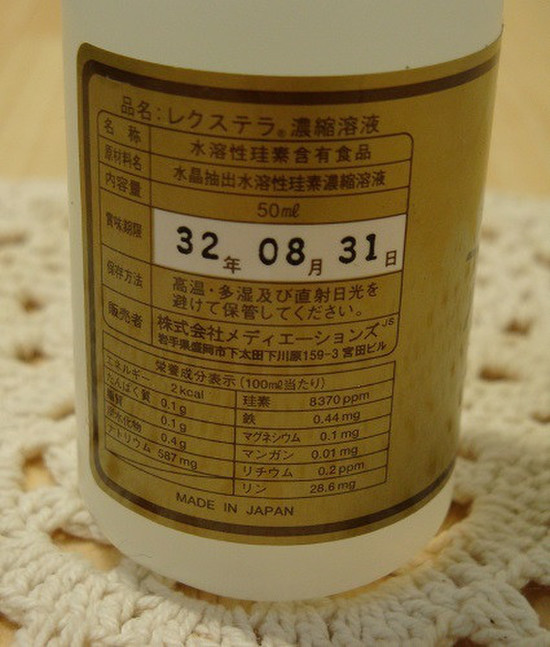 品名:レクステラ®濃縮溶液
名称 水溶性珪素含有食品
原材料名 水晶抽出水溶性珪素濃縮溶液
内容量 50㎖
賞味期限 32年 08月 31日
保存方法 高温・多湿及び直射日光を
避けて保管してください。
販売者 株式会社メディエーションズJS
岩手県盛岡市下太田下川原159-3 宮田ビル
栄養成分表示(100㎖当たり)
エネルギー 2kcal
たんぱく質 0.1g
脂質 0.1g
炭水化物 0.4g
ナトリウム 587mg
珪素 8370ppm
鉄 0.44mg
マグネシウム 0.1mg
マンガン 0.01mg
リチウム 0.2ppm
リン 28.6mg
MADE IN JAPAN